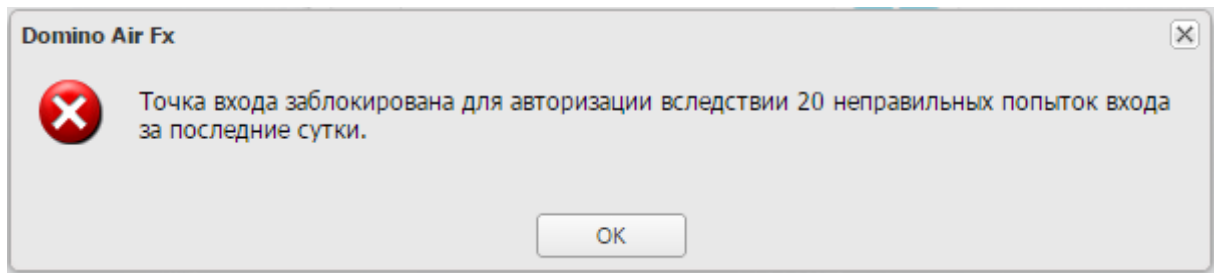 Domino Air Fx
Точка входа заблокирована для авторизации вследствии 20 неправильных попыток входа
за последние сутки.
OK